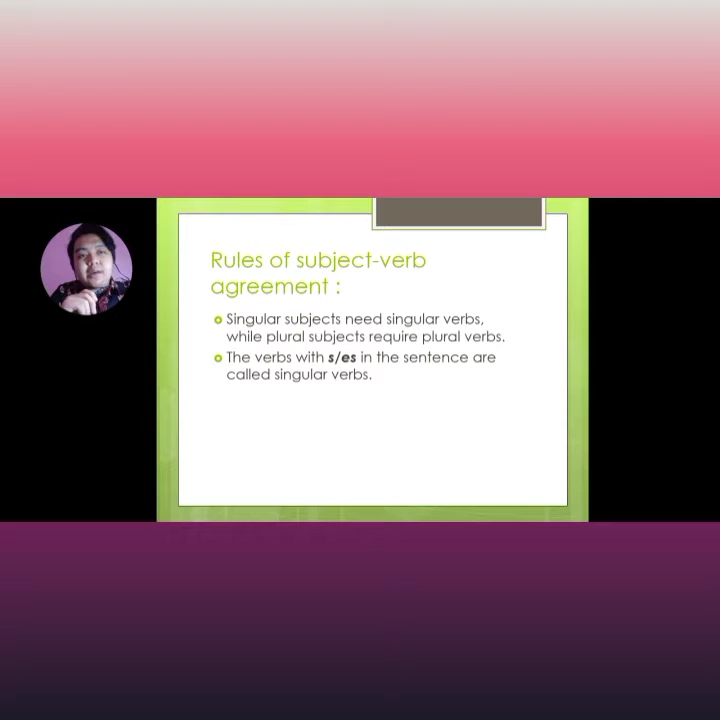 Rules of subject-verb
agreement :
Singular subjects need singular verbs,
while plural subjects require plural verbs.
The verbs with s/es in the sentence are
called singular verbs.